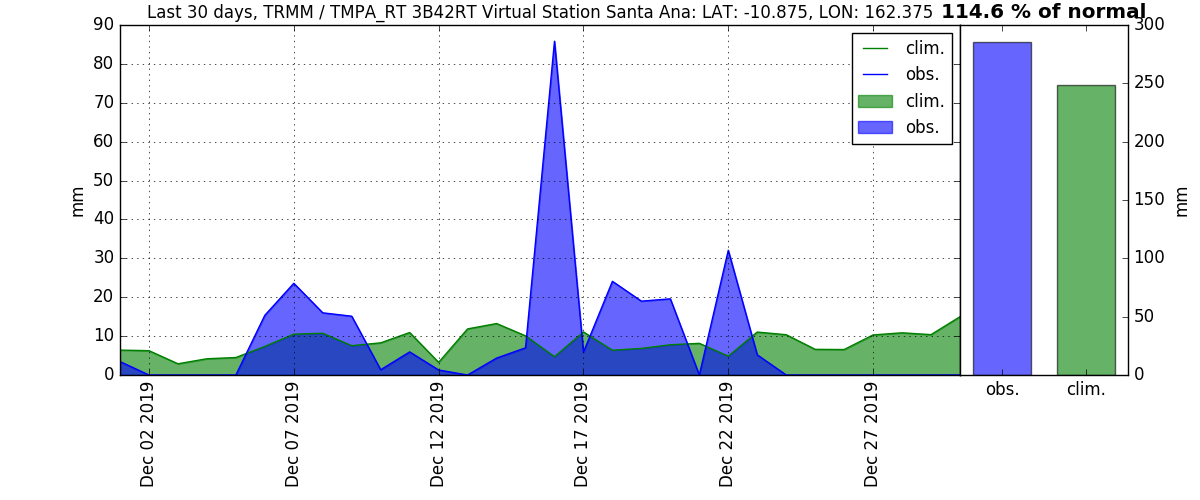 Last 30 days, TRMM / TMPA_RT 3B42RT Virtual Station Santa Ana: LAT: -10.875, LON: 162.375
114.6 % of normal
90
80
70
60
50
40
30
20
10
0
mm
clim.
obs.
clim.
obs.
Dec 02 2019
Dec 07 2019
Dec 12 2019
Dec 17 2019
Dec 22 2019
Dec 27 2019
300
250
200
150
100
50
0
mm
obs.
clim.